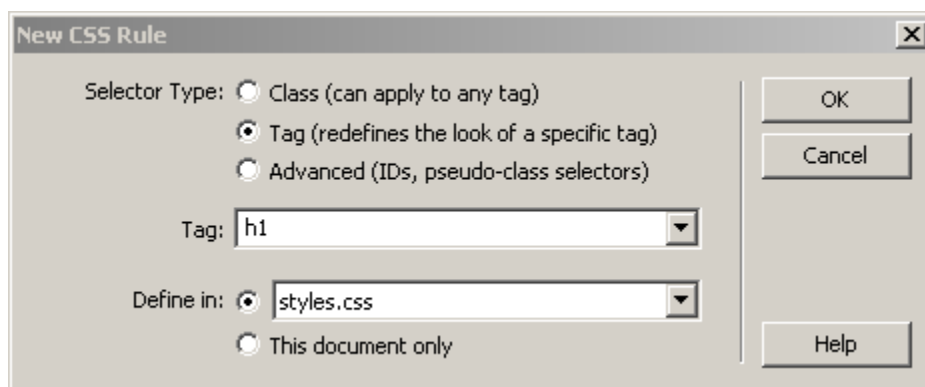 New CSS Rule
Selector Type: Class (can apply to any tag)
Tag (redefines the look of a specific tag)
Advanced (IDs, pseudo-class selectors)
Tag: h1
Define in: styles.css
This document only
OK
Cancel
Help